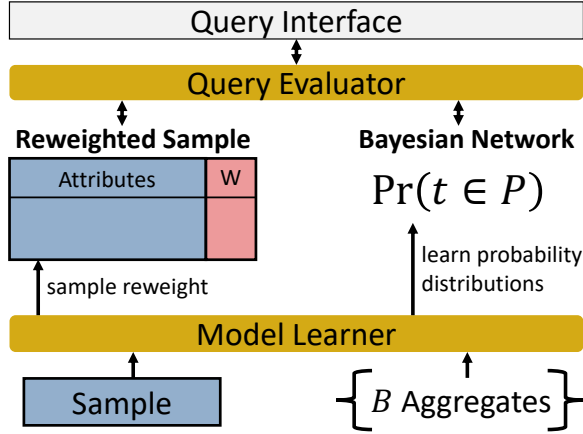 Query Interface
Query Evaluator
Reweighted Sample
Bayesian Network
Attributes
W
Pr(t ∈ P)
sample reweight
learn probability
distributions
Model Learner
Sample
{B Aggregates}